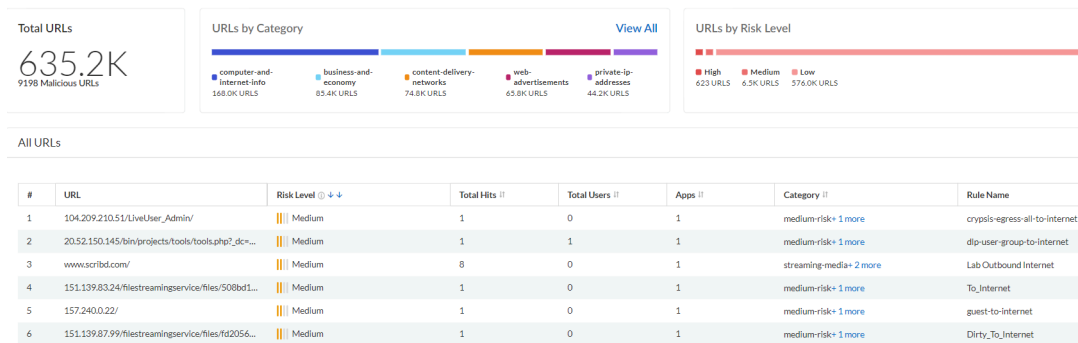 Total URLs
635.2K
9198 Malicious URLs
URLs by Category
View All
computer-and-internet-info
168.0K URLS
business-and-economy
85.4K URLS
content-delivery-networks
74.8K URLS
web-advertisements
65.8K URLS
private-ip-addresses
44.2K URLS
URLs by Risk Level
High
623 URLS
Medium
6.5K URLS
Low
576.0K URLS
All URLs
# URL Risk Level Total Hits Total Users Apps Category Rule Name
1 104.209.210.51/LiveUser_Admin/ Medium 1 0 1 medium-risk+ 1 more crypsis-egress-all-to-internet
2 20.52.150.145/bin/projects/tools/tools.php?_dc=... Medium 1 1 1 medium-risk+ 1 more dlp-user-group-to-internet
3 www.scribd.com/ Medium 8 0 1 streaming-media+ 2 more Lab Outbound Internet
4 151.139.83.24/filestreamingservice/files/508bd1... Medium 1 0 1 medium-risk+ 1 more To_Internet
5 157.240.0.22/ Medium 1 0 1 medium-risk+ 1 more guest-to-internet
6 151.139.87.99/filestreamingservice/files/fd2056... Medium 1 0 1 medium-risk+ 1 more Dirty_To_Internet